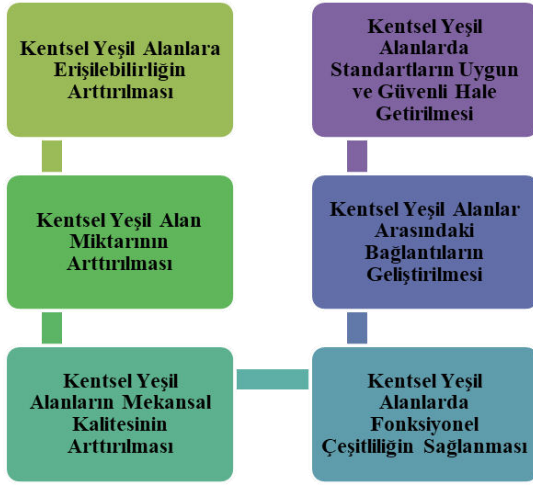 Kentsel Yeşil Alanlara
Erişilebilirliğin
Arttırılması
Kentsel Yeşil Alan
Miktarının
Arttırılması
Kentsel Yeşil
Alanların Mekansal
Kalitesinin
Arttırılması
Kentsel Yeşil
Alanlarda
Fonksiyonel
Çeşitliliğin Sağlanması
Kentsel Yeşil Alanlar
Arasındaki
Bağlantıların
Geliştirilmesi
Kentsel Yeşil
Alanlarda
Standartların Uygun
ve Güvenli Hale
Getirilmesi